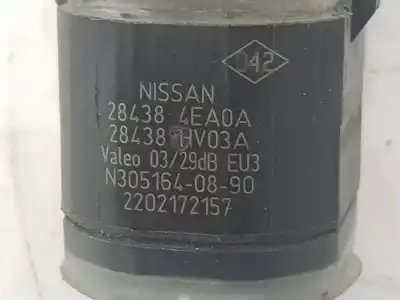 042
NISSAN
28438 4EA0A
28438 HV03A
Valeo 03/29dB EU3
N305164-08-90
2202172157